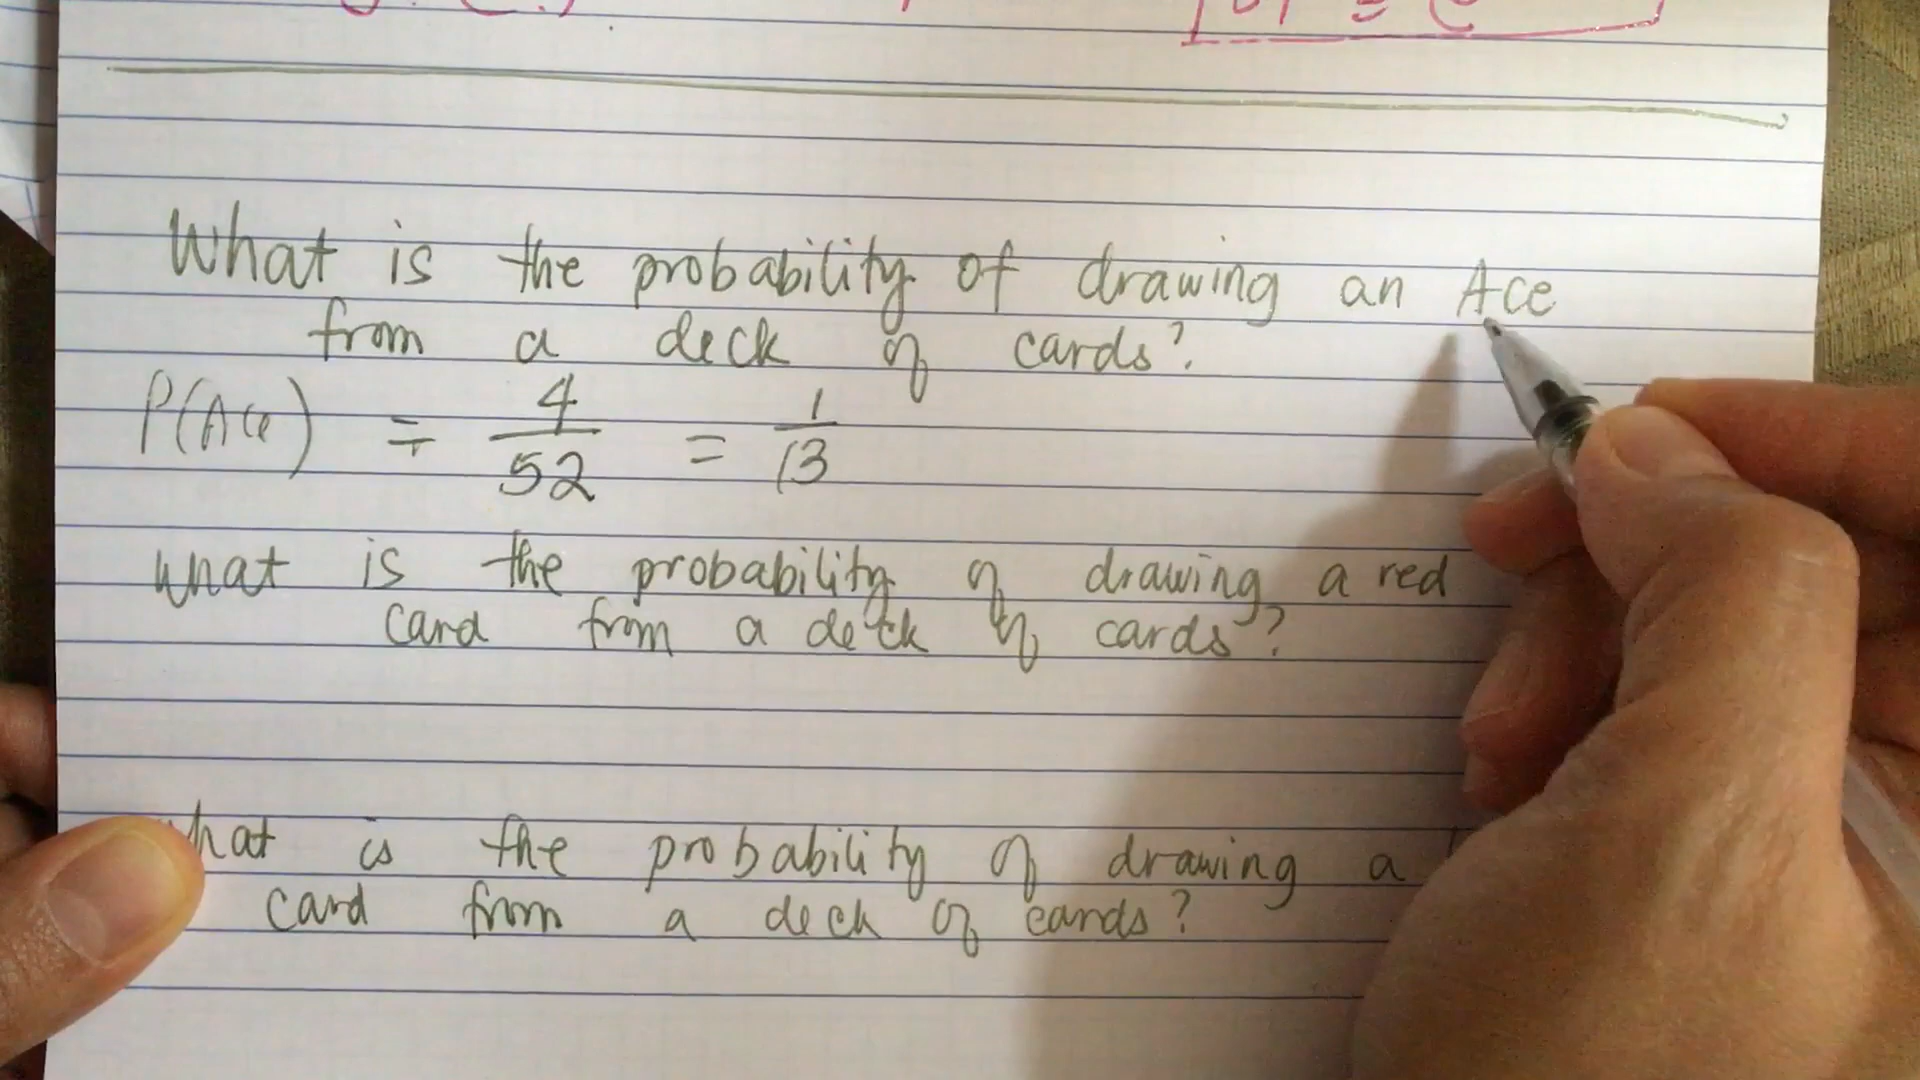 What is the probability of drawing an Ace
from a deck of cards?
P(Ace) = 4/52 = 1/13
What is the probability of drawing a red
card from a deck of cards?
What is the probability of drawing a
card from a deck of cards?